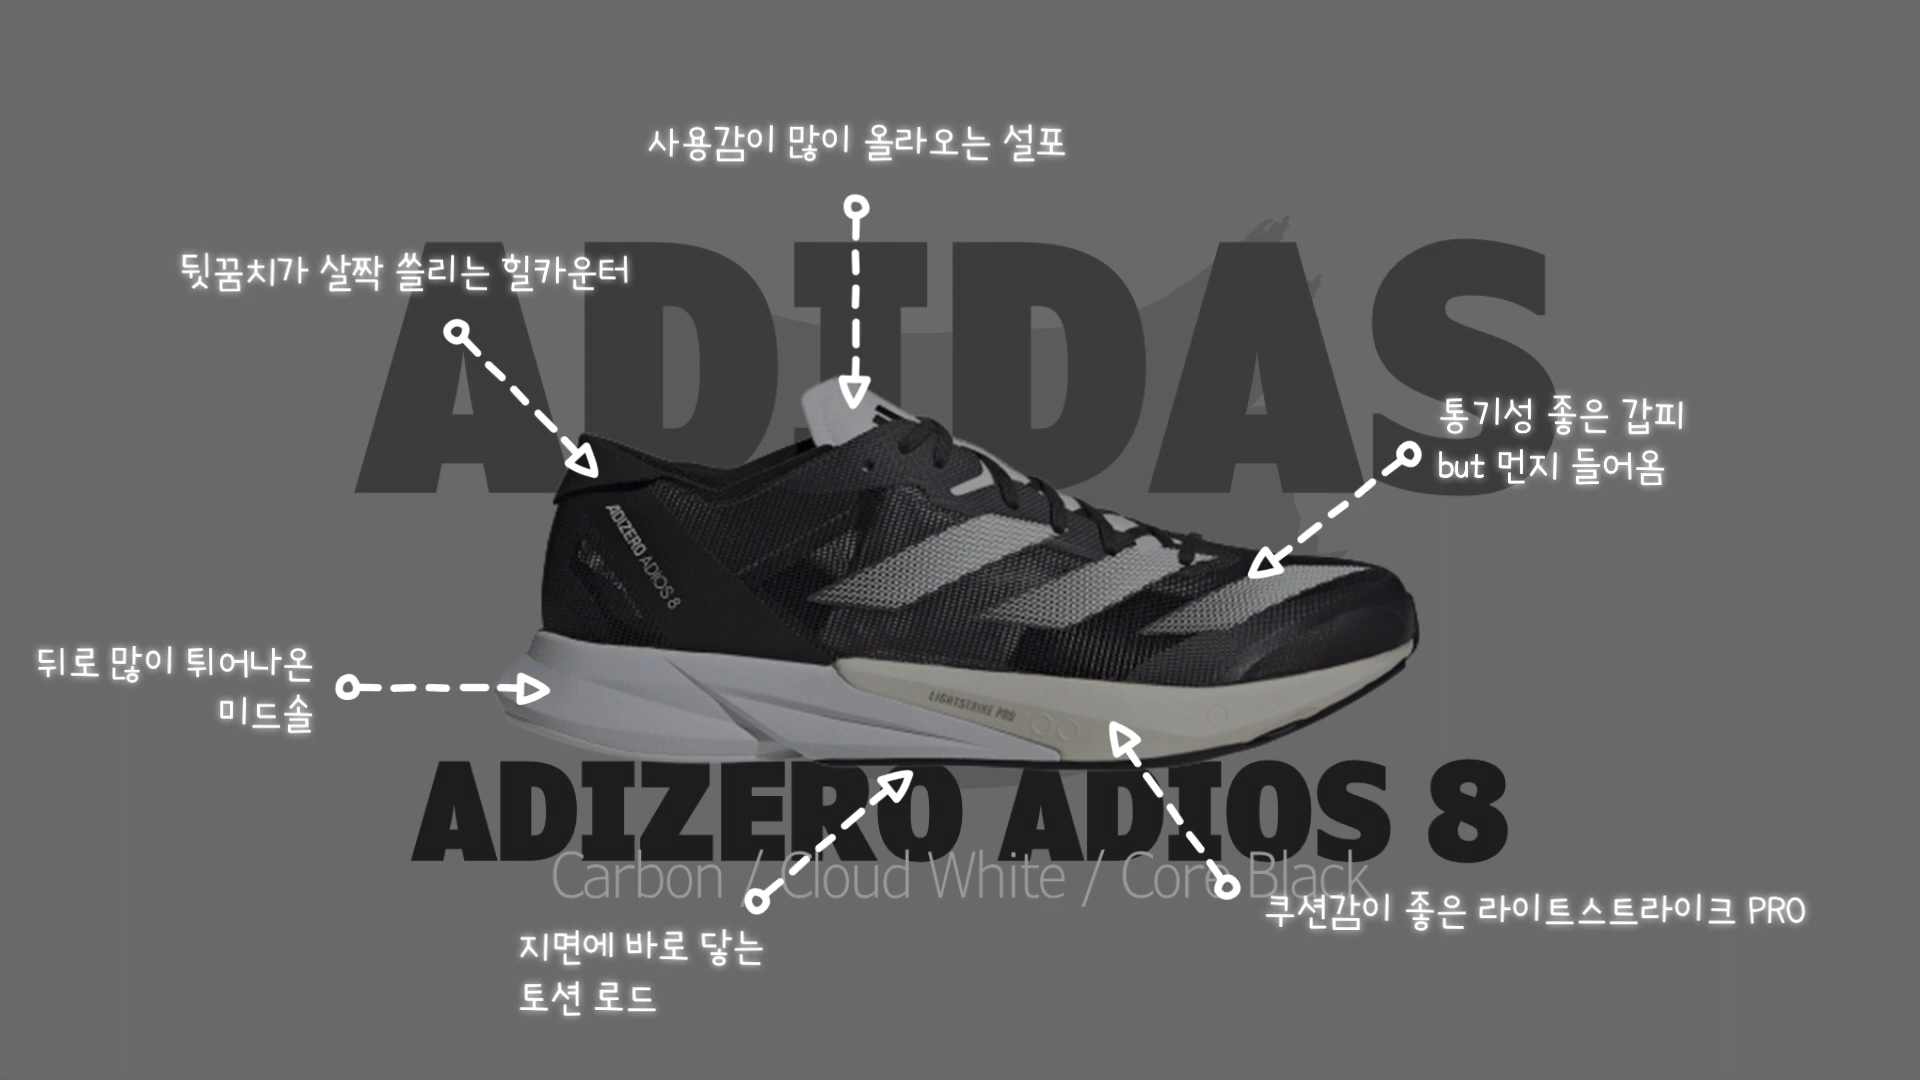 사용감이 많이 올라오는 설포
ADIDAS
뒷꿈치가 살짝 쓸리는 힐카운터
통기성 좋은 갑피
but 먼지 들어옴
ADIZERO ADIOS 8
뒤로 많이 튀어나온
미드솔
LIGHTSTRIKE PRO
ADIZERO ADIOS 8
Carbon / Cloud White / Core Black
쿠션감이 좋은 라이트스트라이크 PRO
지면에 바로 닿는
토션 로드